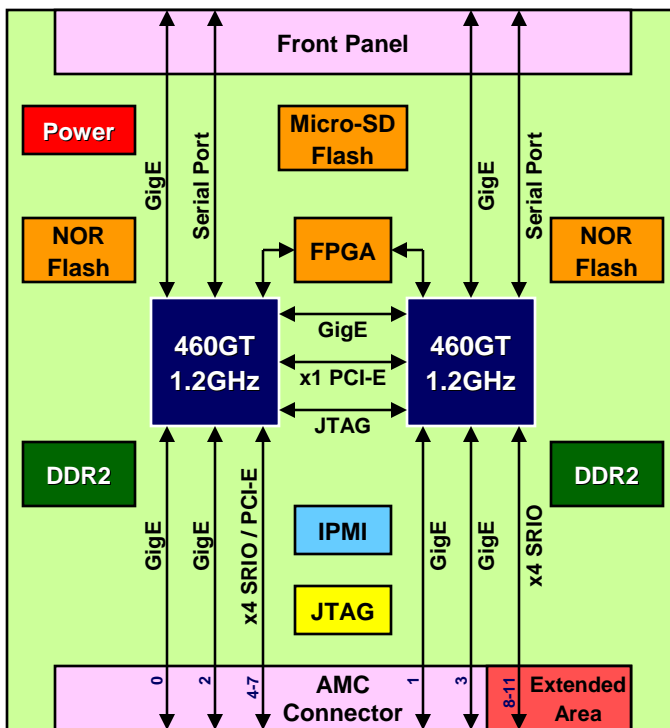 Front Panel
Power
Micro-SD
Flash
GigE
Serial Port
GigE
Serial Port
NOR
Flash
FPGA
NOR
Flash
460GT
1.2GHz
GigE
x1 PCI-E
JTAG
460GT
1.2GHz
DDR2
DDR2
GigE
GigE
x4 SRIO / PCI-E
IPMI
JTAG
GigE
GigE
x4 SRIO
0
2
4-7
AMC
Connector
1
3
8-11
Extended
Area